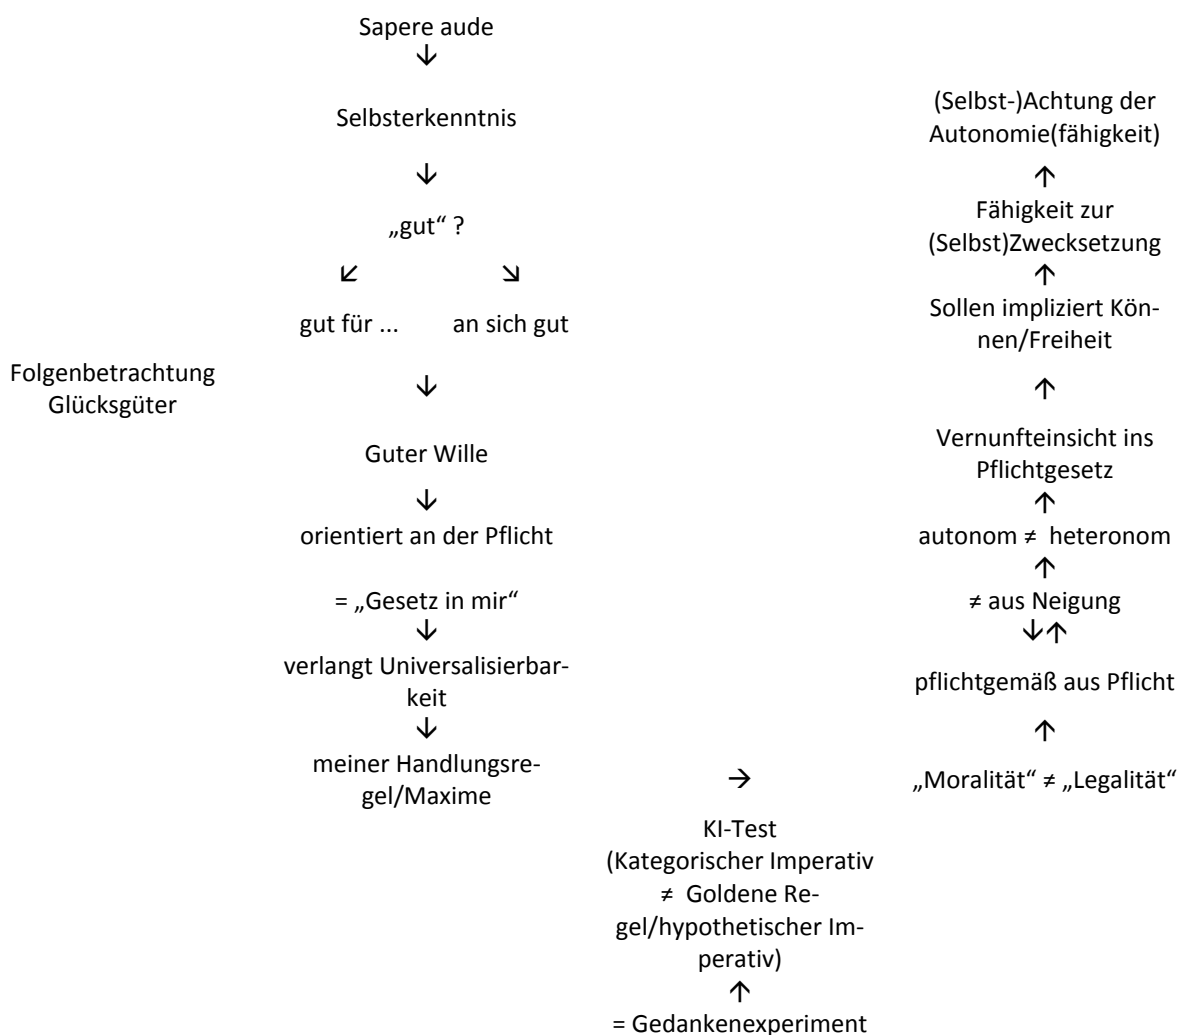 Sapere aude
↓
Selbsterkenntnis
↓
„gut“ ?
↙ ↘
gut für ... an sich gut
Folgenbetrachtung
Glücksgüter
↓
Guter Wille
↓
orientiert an der Pflicht
= „Gesetz in mir“
↓
verlangt Universalisierbar-
keit
↓
meiner Handlungsre-
gel/Maxime
→
KI-Test
(Kategorischer Imperativ
≠ Goldene Re-
gel/hypothetischer Im-
perativ)
↑
= Gedankenexperiment
(Selbst-)Achtung der
Autonomie(fähigkeit)
↑
Fähigkeit zur
(Selbst)Zwecksetzung
↑
Sollen impliziert Kön-
nen/Freiheit
↑
Vernunfteinsicht ins
Pflichtgesetz
↑
autonom ≠ heteronom
↑
≠ aus Neigung
↓↑
pflichtgemäß aus Pflicht
↑
„Moralität“ ≠ „Legalität“